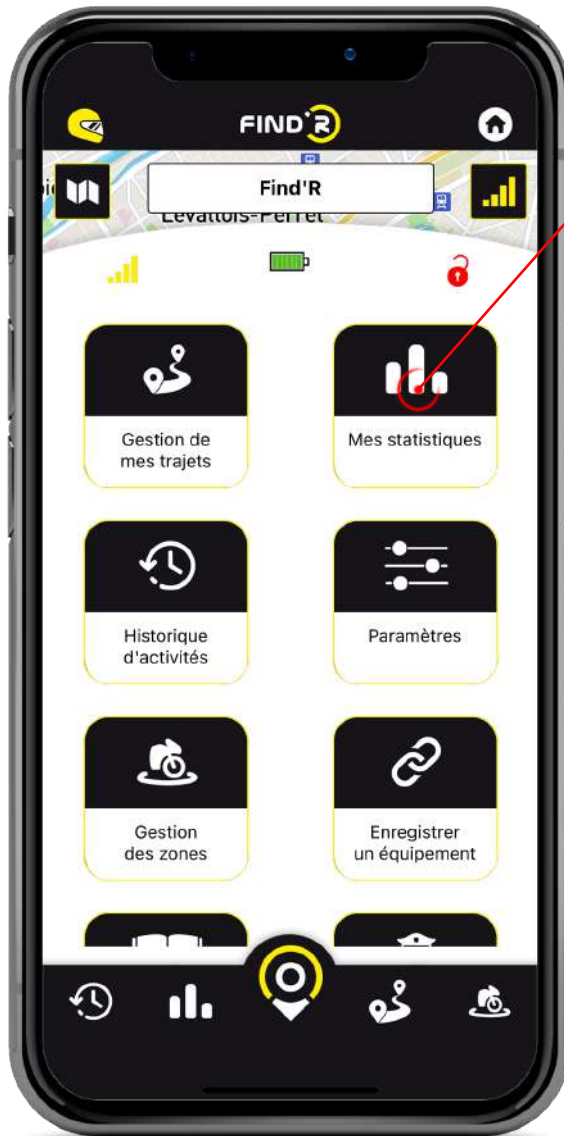 FIND'R
Find'R
Levallois-Perret
Gestion de
mes trajets
Mes statistiques
Historique
d'activités
Paramètres
Gestion
des zones
Enregistrer
un équipement